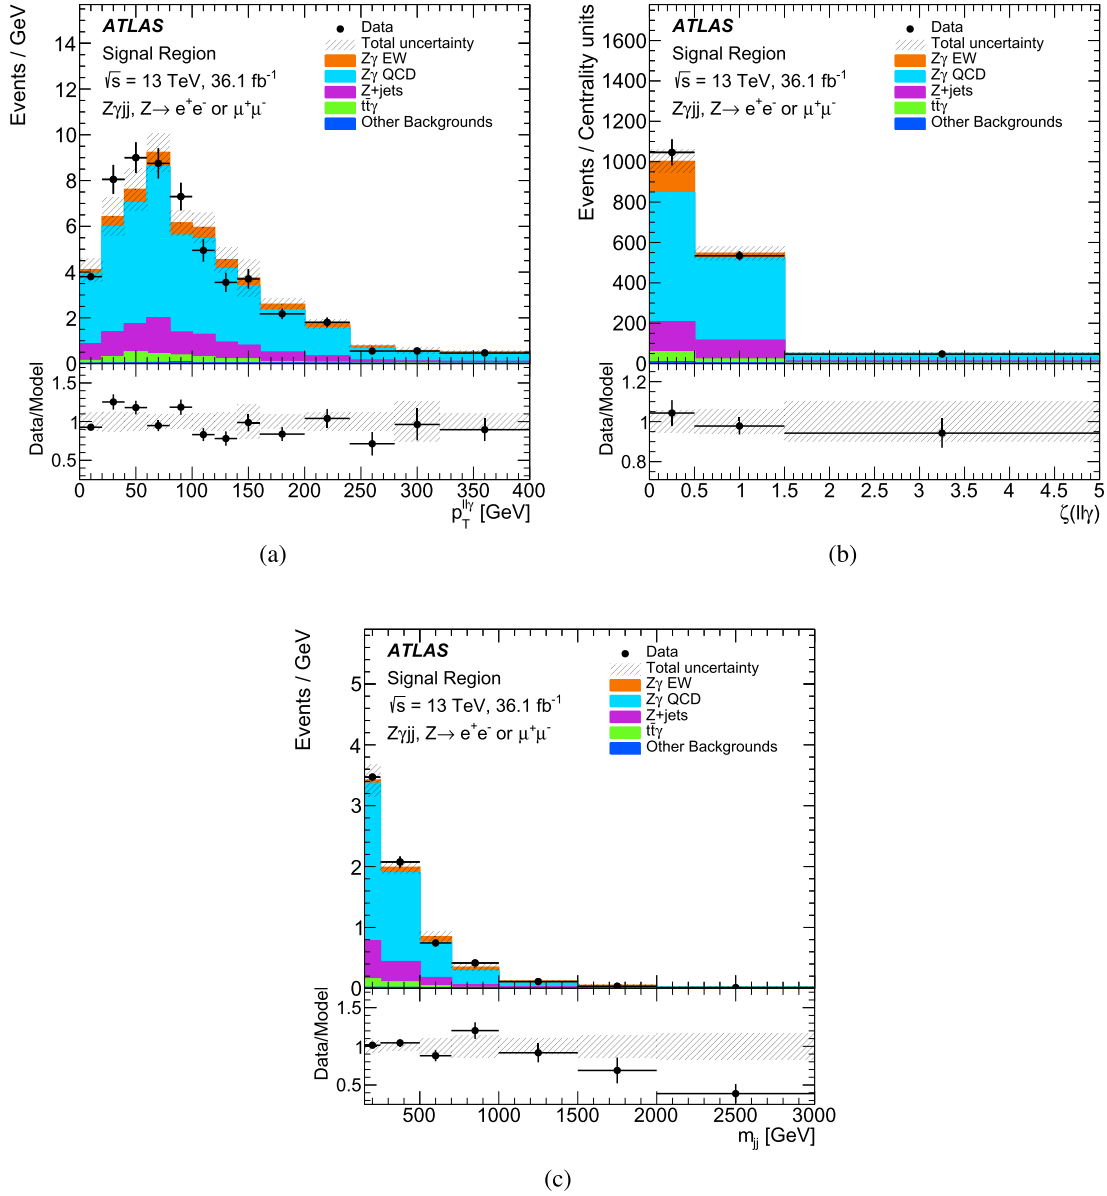 Events / GeV
16
14
12
10
8
6
4
2
0
ATLAS
Signal Region
√s = 13 TeV, 36.1 fb⁻¹
Zγjj, Z→ e⁺e⁻ or μ⁺μ⁻
Data
Total uncertainty
Zγ EW
Zγ QCD
Z+jets
tt̄γ
Other Backgrounds
Data/Model
1.5
1
0.5
0 50 100 150 200 250 300 350 400
p_T^{llγ} [GeV]
(a)
Events / Centrality units
1600
1400
1200
1000
800
600
400
200
0
ATLAS
Signal Region
√s = 13 TeV, 36.1 fb⁻¹
Zγjj, Z→ e⁺e⁻ or μ⁺μ⁻
Data
Total uncertainty
Zγ EW
Zγ QCD
Z+jets
tt̄γ
Other Backgrounds
Data/Model
1.2
1
0.8
0 0.5 1 1.5 2 2.5 3 3.5 4 4.5 5
ζ(llγ)
(b)
Events / GeV
5
4
3
2
1
0
ATLAS
Signal Region
√s = 13 TeV, 36.1 fb⁻¹
Zγjj, Z→ e⁺e⁻ or μ⁺μ⁻
Data
Total uncertainty
Zγ EW
Zγ QCD
Z+jets
tt̄γ
Other Backgrounds
Data/Model
1.5
1
0.5
500 1000 1500 2000 2500 3000
m_{jj} [GeV]
(c)